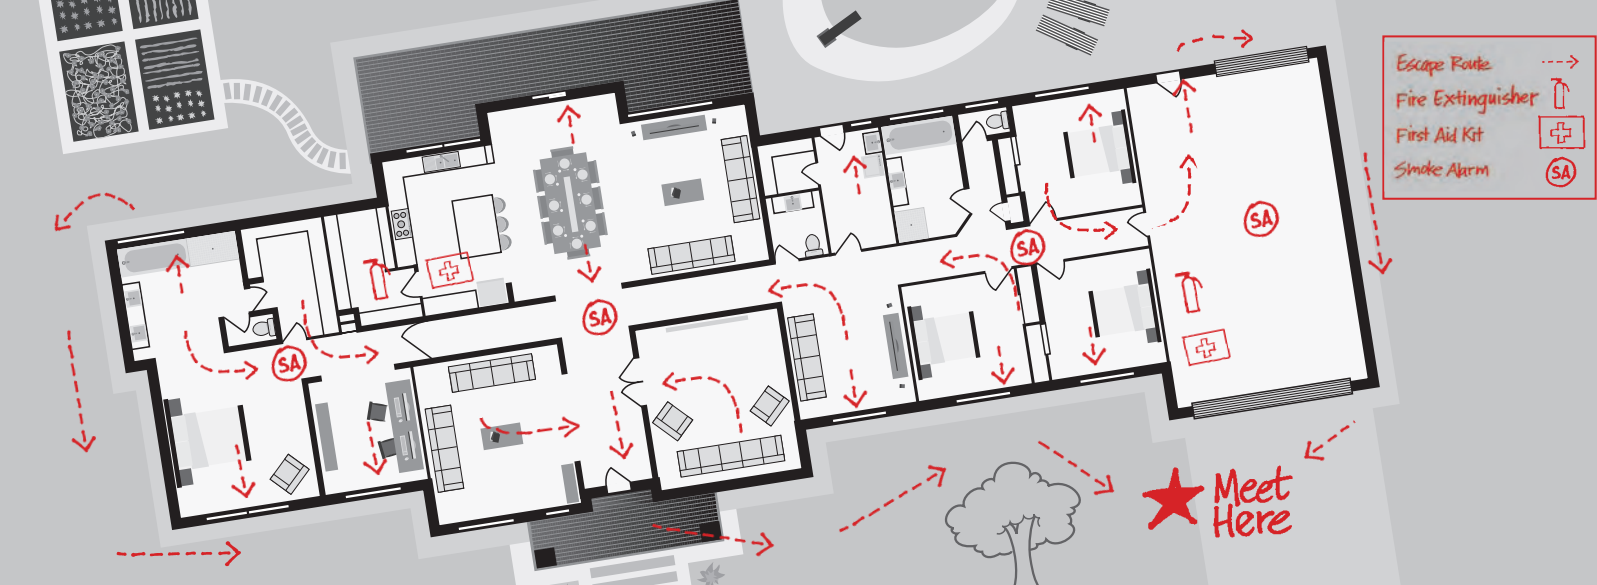 Escape Route
Fire Extinguisher
First Aid Kit
Smoke Alarm
SA
SA
SA
SA
SA
Meet
Here